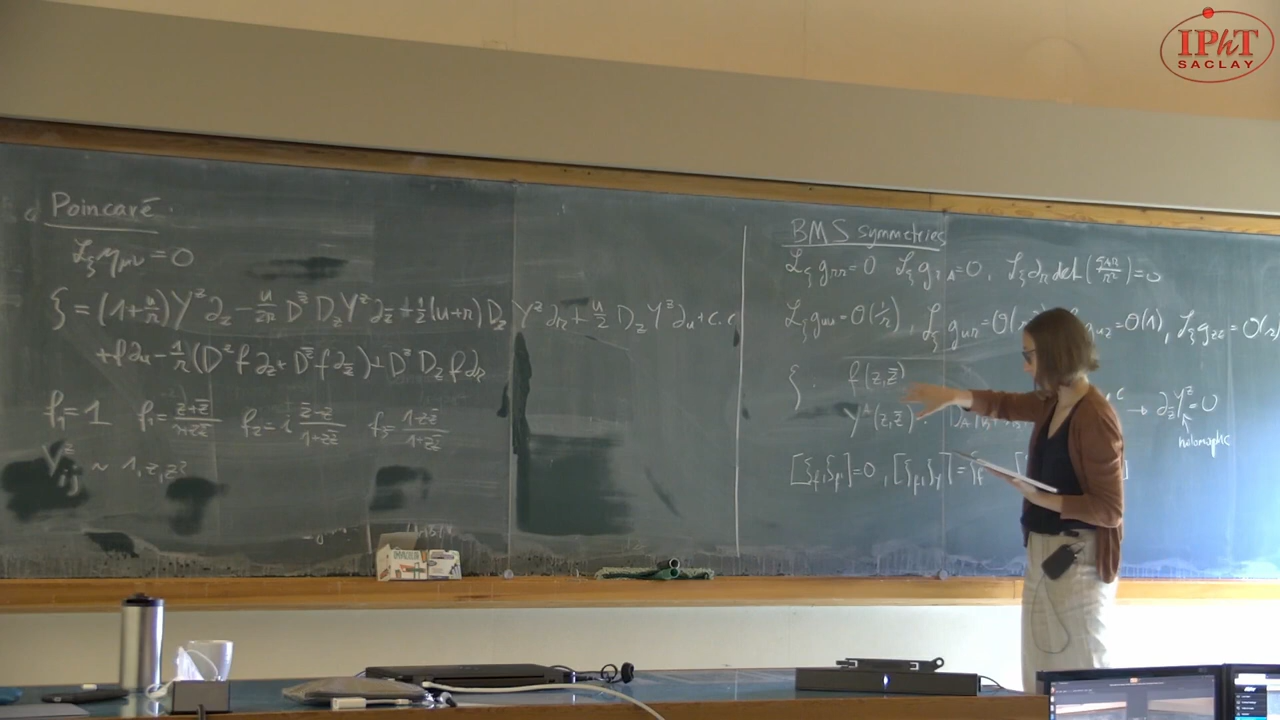 IPhT
SACLAY
Poincaré
ℒ_ξ η_μν = 0
ξ = (1+u/r) Y^z ∂_z − u/2r D^z̄ D_z Y^z ∂_z̄ + ½(u+r) D_z Y^z ∂_r + u/2 D_z Y^z ∂_u + c.c
+ f∂_u − 1/r (D^z f ∂_z + D^z̄ f ∂_z̄) + D^z D_z f ∂_r
f_1 = 1 f_1 = z+z̄/1+zz̄ f_2 = i z̄−z/1+zz̄ f_3 = 1−zz̄/1+zz̄
Y^z_ij ~ 1, z, z²
BMS symmetries
ℒ_ξ g_rr = 0 ℒ_ξ g_rA = 0, ℒ_ξ ∂_r det(g_AB/r²) = 0
ℒ_ξ g_uu = O(1/r), ℒ_ξ g_ur = O( = O(1), ℒ_ξ g_zz = O(r)
ξ : f(z,z̄)
Y^A(z,z̄) : → ∂_z̄ Y^z = 0
holomorphic
[ξ_f, ξ_f] = 0, [ξ_f, ξ_Y] = ξ_f